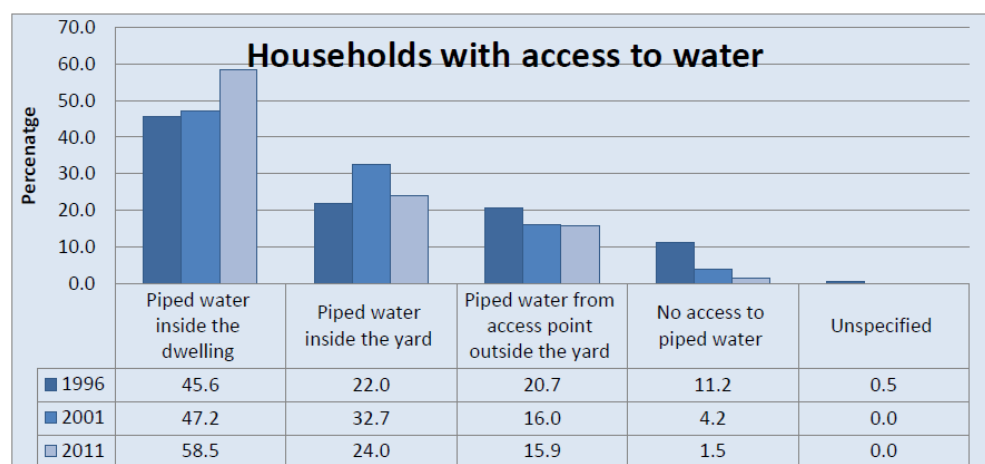 Households with access to water
Percenatge
70.0
60.0
50.0
40.0
30.0
20.0
10.0
0.0
Piped water
inside the
dwelling
Piped water
inside the yard
Piped water from
access point
outside the yard
No access to
piped water
Unspecified
1996 45.6 22.0 20.7 11.2 0.5
2001 47.2 32.7 16.0 4.2 0.0
2011 58.5 24.0 15.9 1.5 0.0